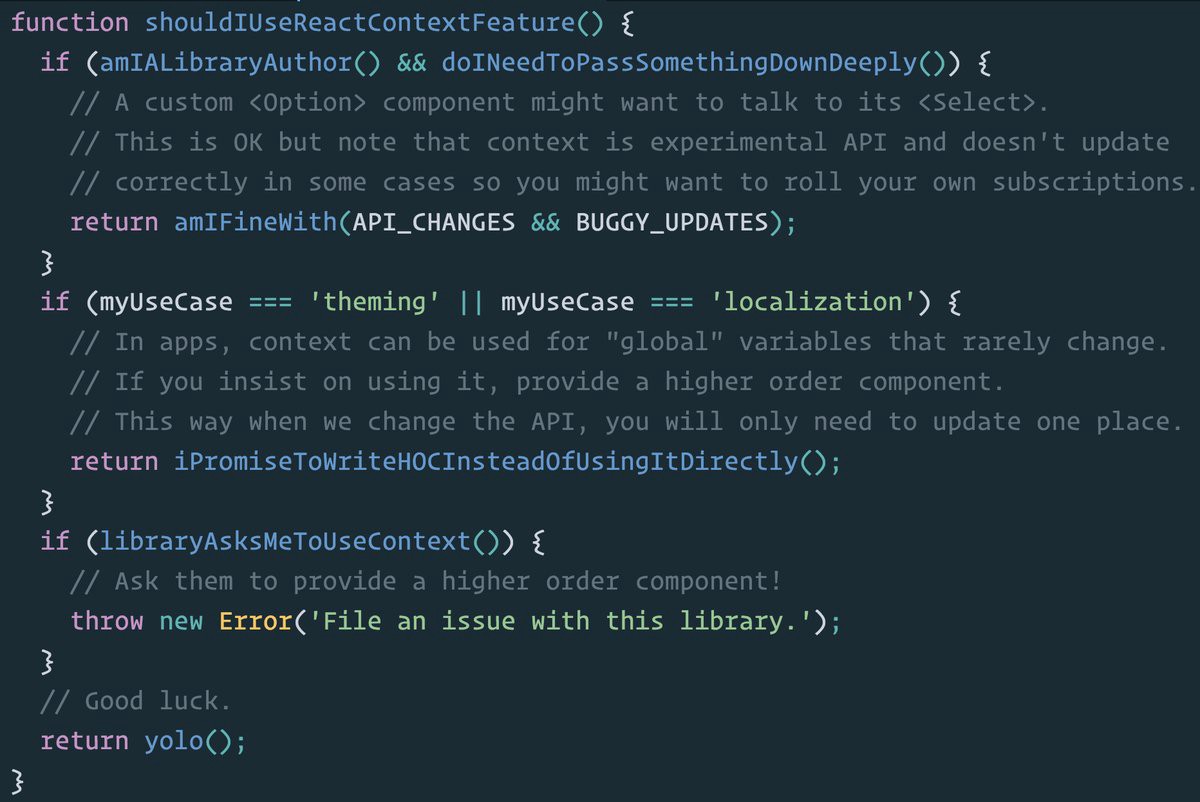 function shouldIUseReactContextFeature() {
  if (amIALibraryAuthor() && doINeedToPassSomethingDownDeeply()) {
    // A custom <Option> component might want to talk to its <Select>.
    // This is OK but note that context is experimental API and doesn't update
    // correctly in some cases so you might want to roll your own subscriptions.
    return amIFineWith(API_CHANGES && BUGGY_UPDATES);
  }
  if (myUseCase === 'theming' || myUseCase === 'localization') {
    // In apps, context can be used for "global" variables that rarely change.
    // If you insist on using it, provide a higher order component.
    // This way when we change the API, you will only need to update one place.
    return iPromiseToWriteHOCInsteadOfUsingItDirectly();
  }
  if (libraryAsksMeToUseContext()) {
    // Ask them to provide a higher order component!
    throw new Error('File an issue with this library.');
  }
  // Good luck.
  return yolo();
}